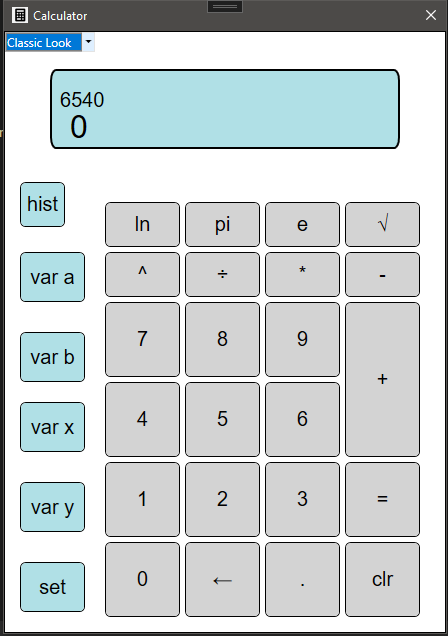 Calculator
Classic Look
6540
0
hist
ln pi e √
var a
^ ÷ * -
7 8 9
var b
+
4 5 6
var x
1 2 3 =
var y
0 ← . clr
set